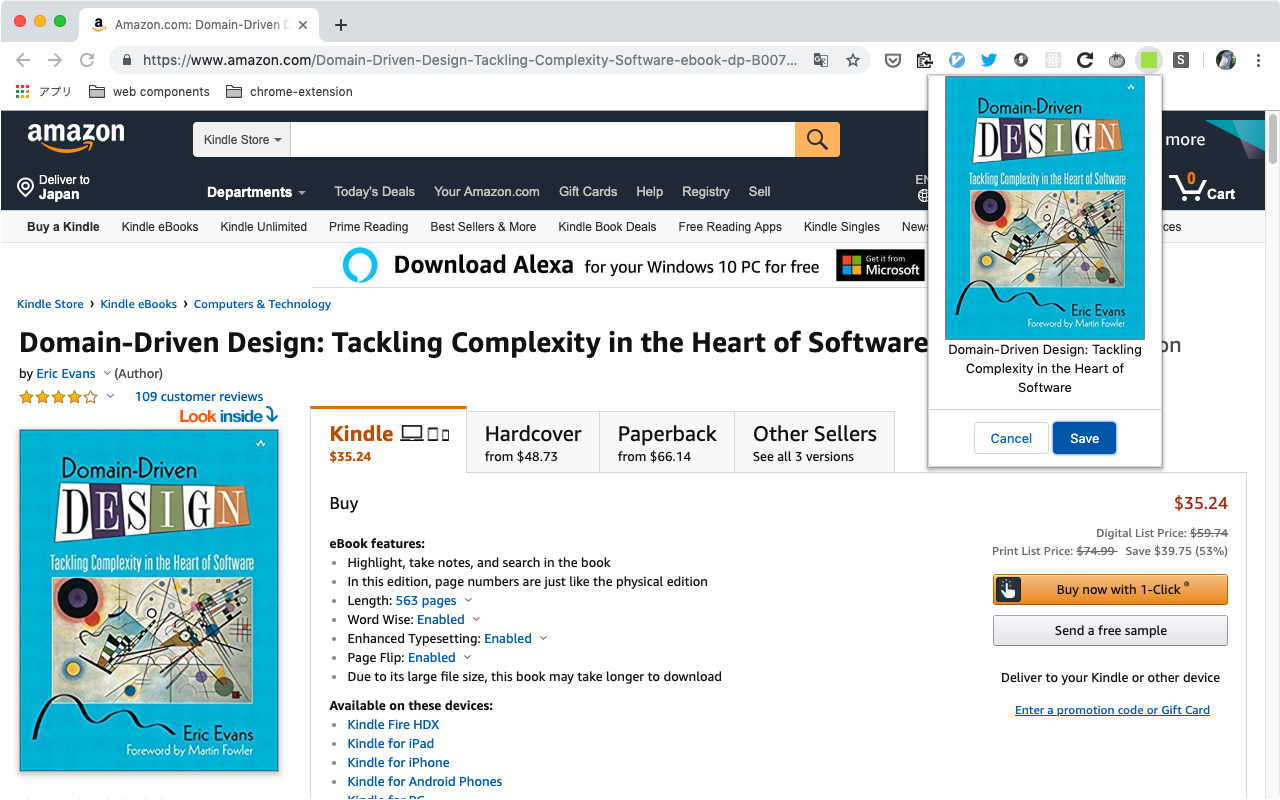 Amazon.com: Domain-Driven D
https://www.amazon.com/Domain-Driven-Design-Tackling-Complexity-Software-ebook-dp-B007...
アプリ web components chrome-extension
amazon
Kindle Store
more
Deliver to
Japan
Departments Today's Deals Your Amazon.com Gift Cards Help Registry Sell
EN
0
Cart
Buy a Kindle Kindle eBooks Kindle Unlimited Prime Reading Best Sellers & More Kindle Book Deals Free Reading Apps Kindle Singles News
ces
Download Alexa for your Windows 10 PC for free
Get it from
Microsoft
Kindle Store › Kindle eBooks › Computers & Technology
Domain-Driven Design: Tackling Complexity in the Heart of Software
on
by Eric Evans (Author)
109 customer reviews
Look inside
Domain-Driven
DESIGN
Tackling Complexity in the Heart of Software
Eric Evans
Foreword by Martin Fowler
Kindle
$35.24
Hardcover
from $48.73
Paperback
from $66.14
Other Sellers
See all 3 versions
Buy
eBook features:
• Highlight, take notes, and search in the book
• In this edition, page numbers are just like the physical edition
• Length: 563 pages
• Word Wise: Enabled
• Enhanced Typesetting: Enabled
• Page Flip: Enabled
• Due to its large file size, this book may take longer to download
Available on these devices:
• Kindle Fire HDX
• Kindle for iPad
• Kindle for iPhone
• Kindle for Android Phones
• Kindle for PC
$35.24
Digital List Price: $59.74
Print List Price: $74.99 Save $39.75 (53%)
Buy now with 1-Click ®
Send a free sample
Deliver to your Kindle or other device
Enter a promotion code or Gift Card
S
Domain-Driven
DESIGN
Tackling Complexity in the Heart of Software
Eric Evans
Foreword by Martin Fowler
Domain-Driven Design: Tackling
Complexity in the Heart of
Software
Cancel Save